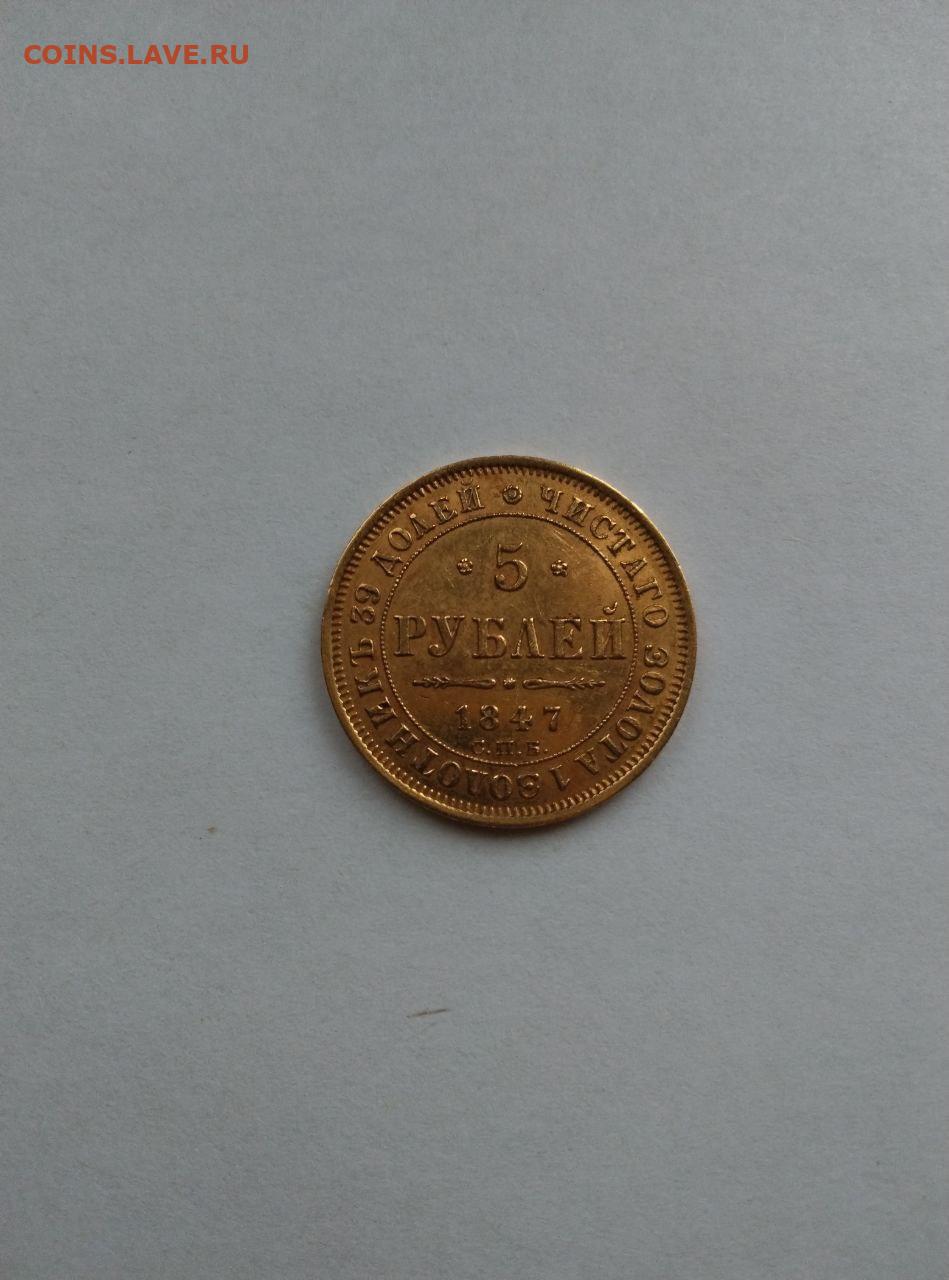 COINS.LAVE.RU
ЧИСТАГО ЗОЛОТА 1 ЗОЛОТНИКЪ 39 ДОЛЕЙ
5
РУБЛЕЙ
1847
С.П.Б.